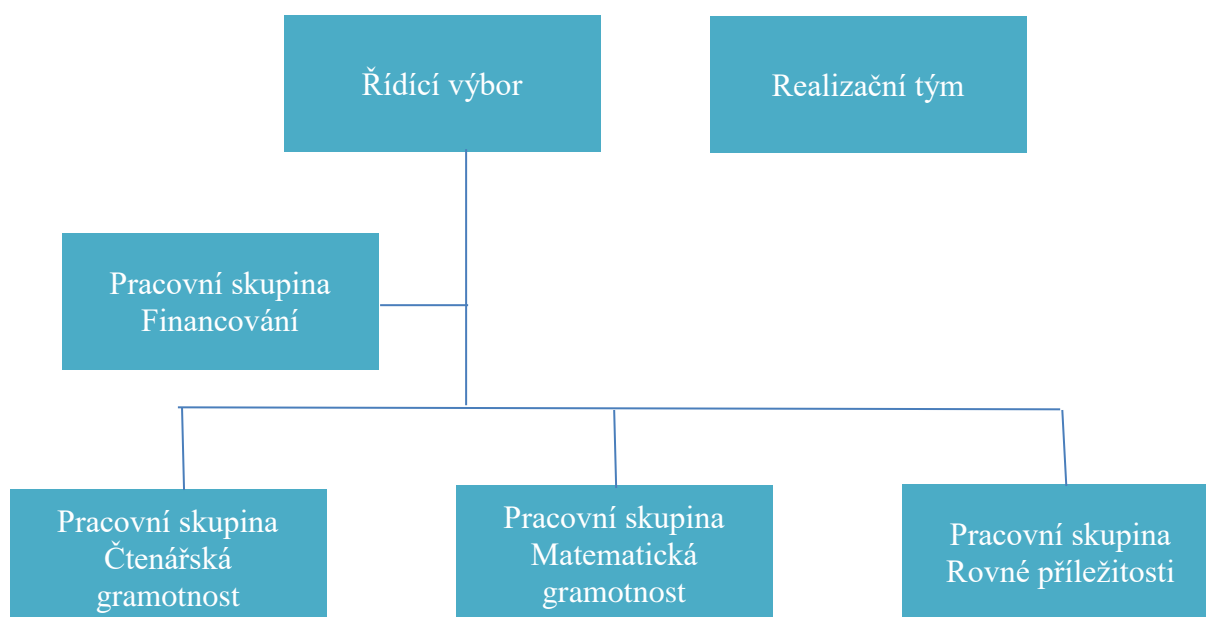 Řídící výbor
Realizační tým
Pracovní skupina
Financování
Pracovní skupina
Čtenářská
gramotnost
Pracovní skupina
Matematická
gramotnost
Pracovní skupina
Rovné příležitosti